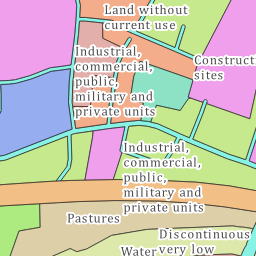 Land without
current use
Industrial,
commercial,
public,
military and
private units
Constructi
sites
Industrial,
commercial,
public,
military and
private units
Pastures
Discontinuous
very low
Water